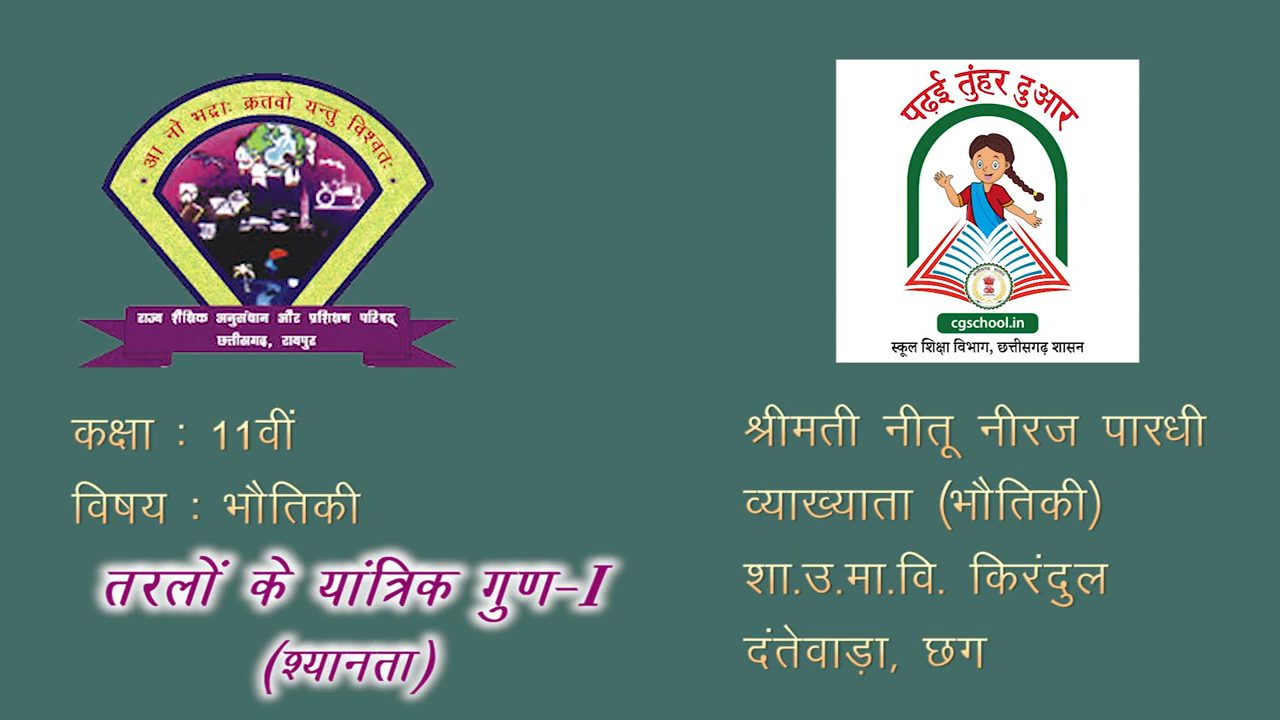 आ नो भद्राः क्रतवो यन्तु विश्वतः
राज्य शैक्षिक अनुसंधान और प्रशिक्षण परिषद्
छत्तीसगढ़, रायपुर
पढ़ई तुंहर दुआर
cgschool.in
स्कूल शिक्षा विभाग, छत्तीसगढ़ शासन
कक्षा : 11वीं
विषय : भौतिकी
तरलों के यांत्रिक गुण-I
(श्यानता)
श्रीमती नीतू नीरज पारधी
व्याख्याता (भौतिकी)
शा.उ.मा.वि. किरंदुल
दंतेवाड़ा, छग